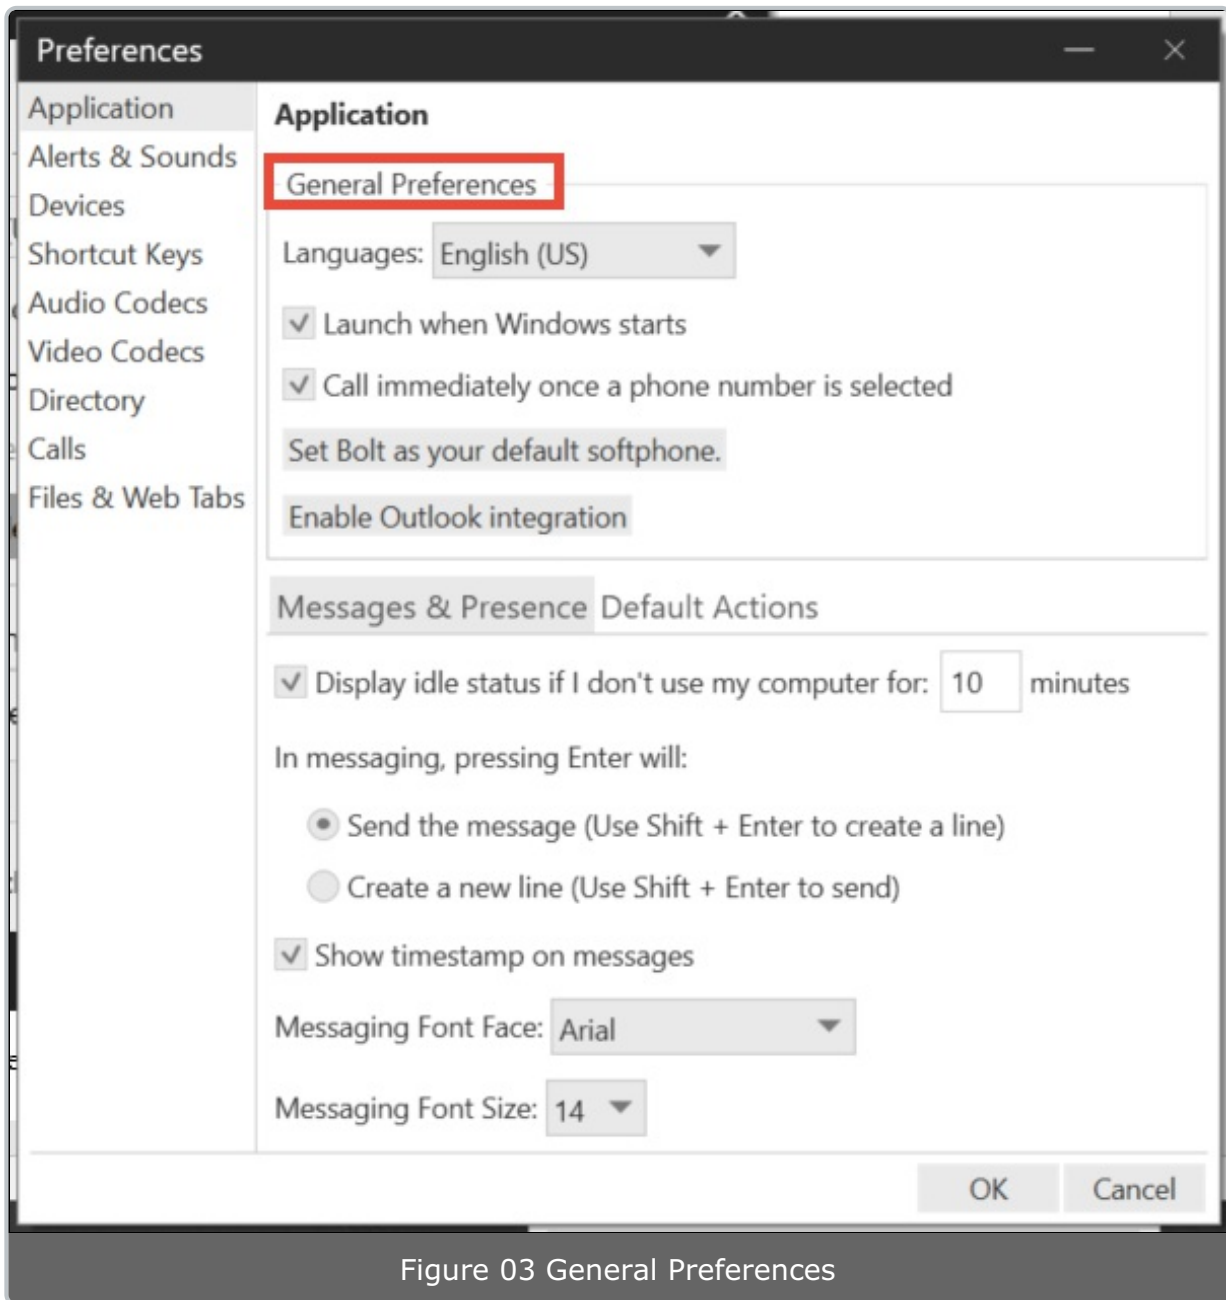 Preferences
Application
Alerts & Sounds
Devices
Shortcut Keys
Audio Codecs
Video Codecs
Directory
Calls
Files & Web Tabs
Application
General Preferences
Languages: English (US)
Launch when Windows starts
Call immediately once a phone number is selected
Set Bolt as your default softphone.
Enable Outlook integration
Messages & Presence Default Actions
Display idle status if I don't use my computer for: 10 minutes
In messaging, pressing Enter will:
Send the message (Use Shift + Enter to create a line)
Create a new line (Use Shift + Enter to send)
Show timestamp on messages
Messaging Font Face: Arial
Messaging Font Size: 14
OK Cancel
Figure 03 General Preferences